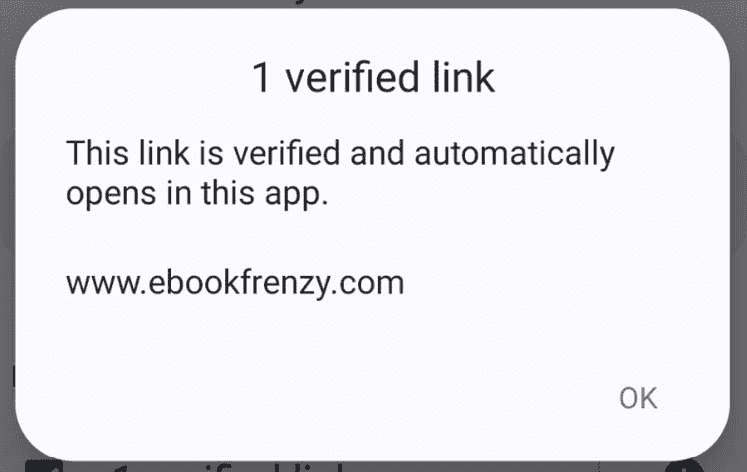 1 verified link
This link is verified and automatically
opens in this app.
www.ebookfrenzy.com
OK